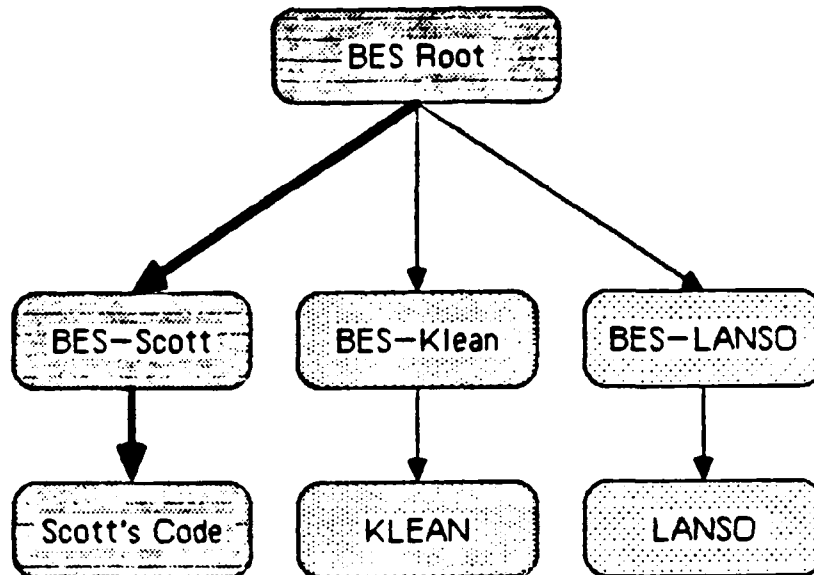 BES Root
BES-Scott
BES-Klean
BES-LANSO
Scott's Code
KLEAN
LANSO